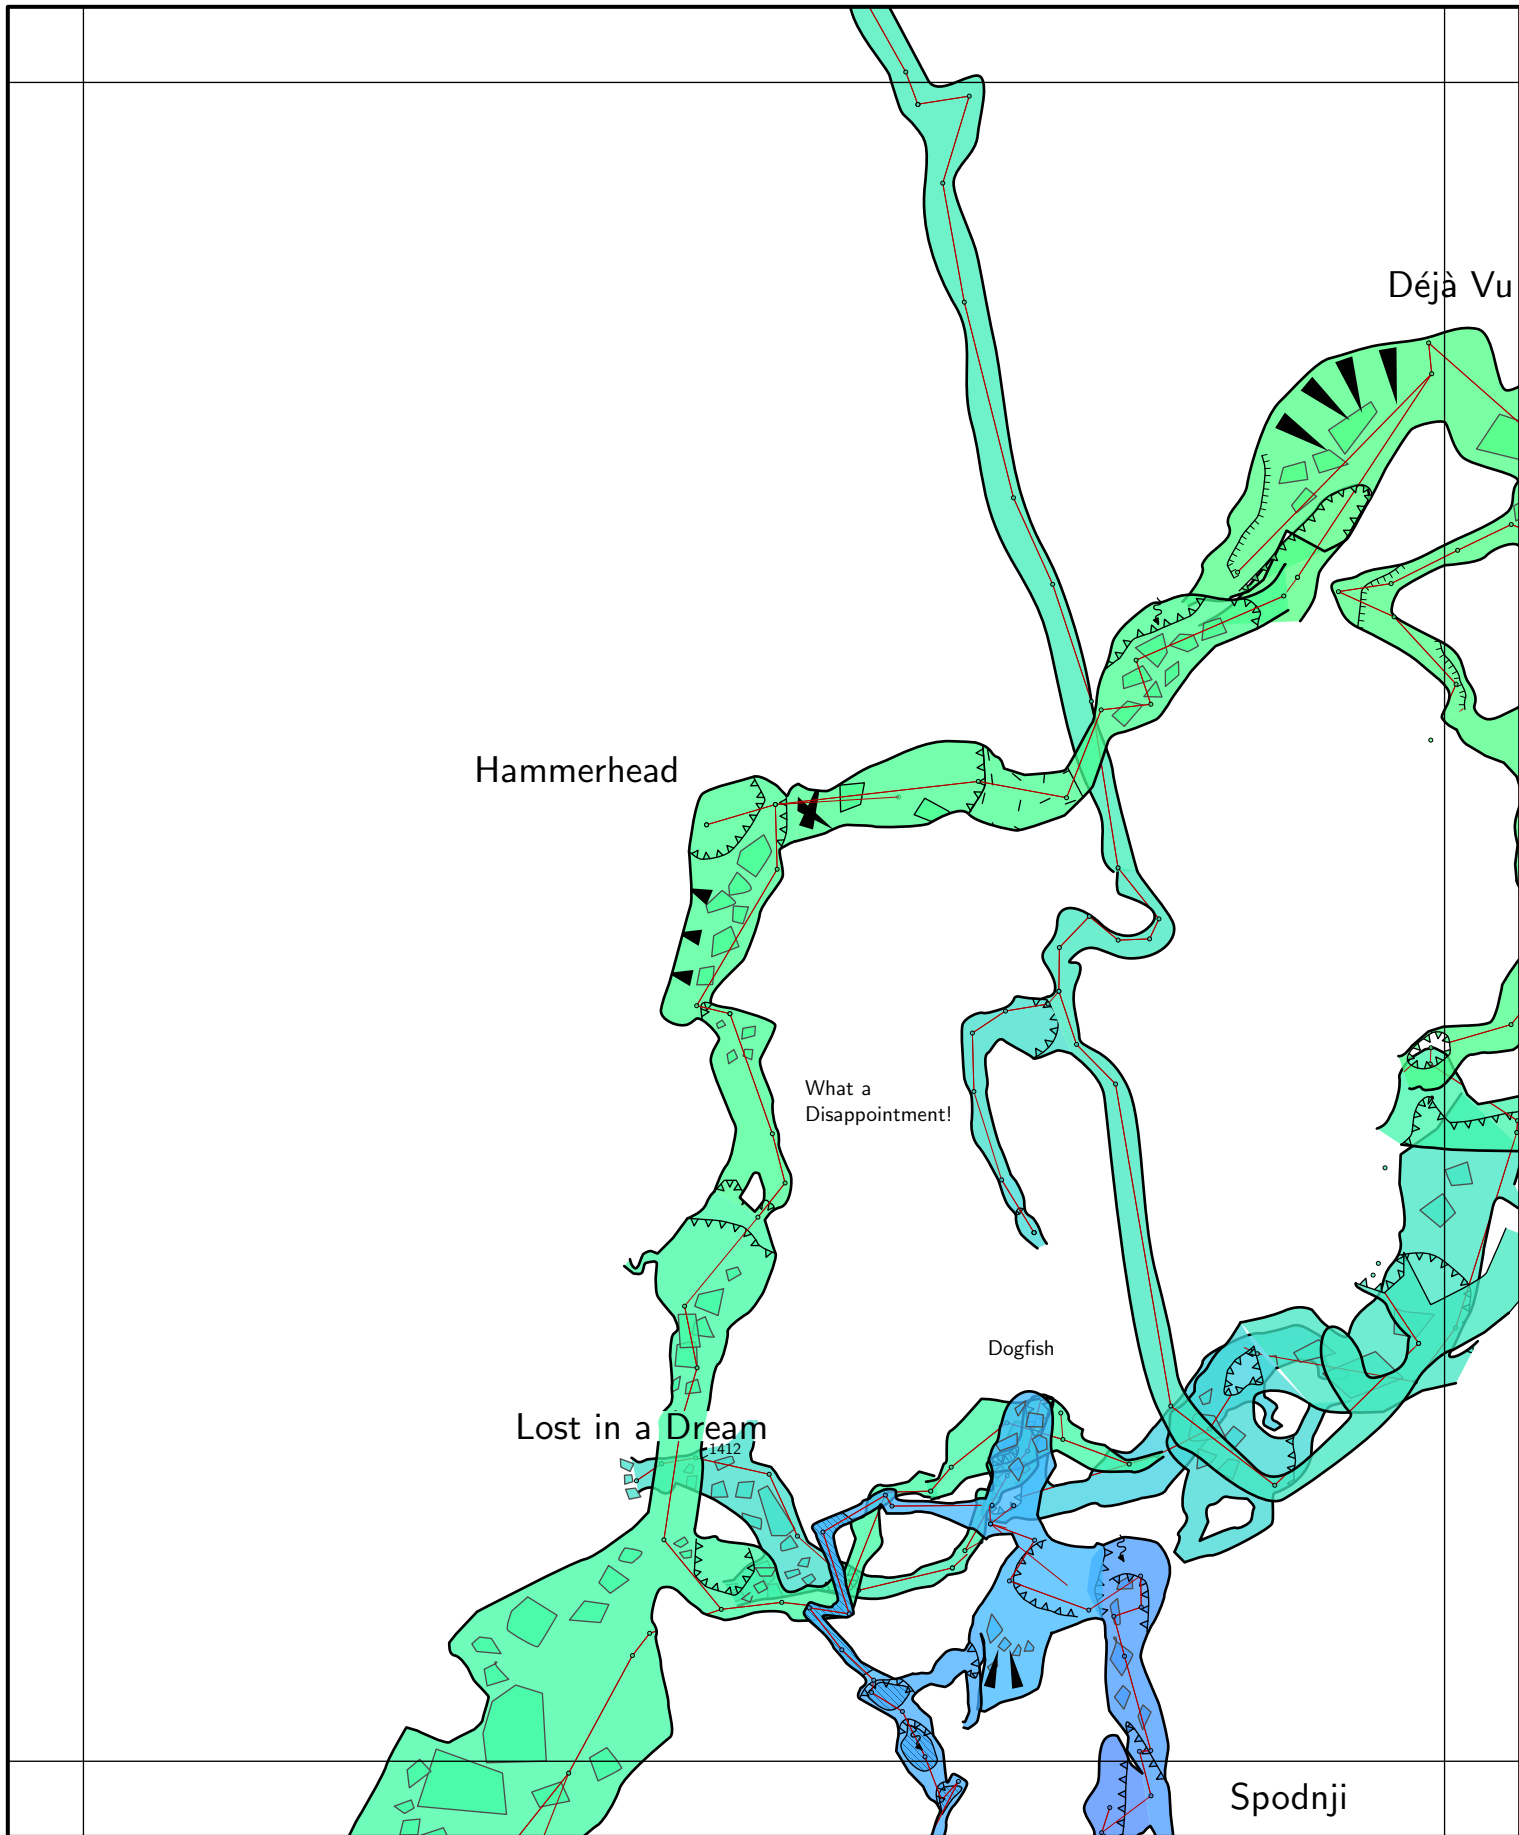 Déjà Vu
Hammerhead
What a
Disappointment!
Dogfish
Lost in a Dream
1412
Spodnji